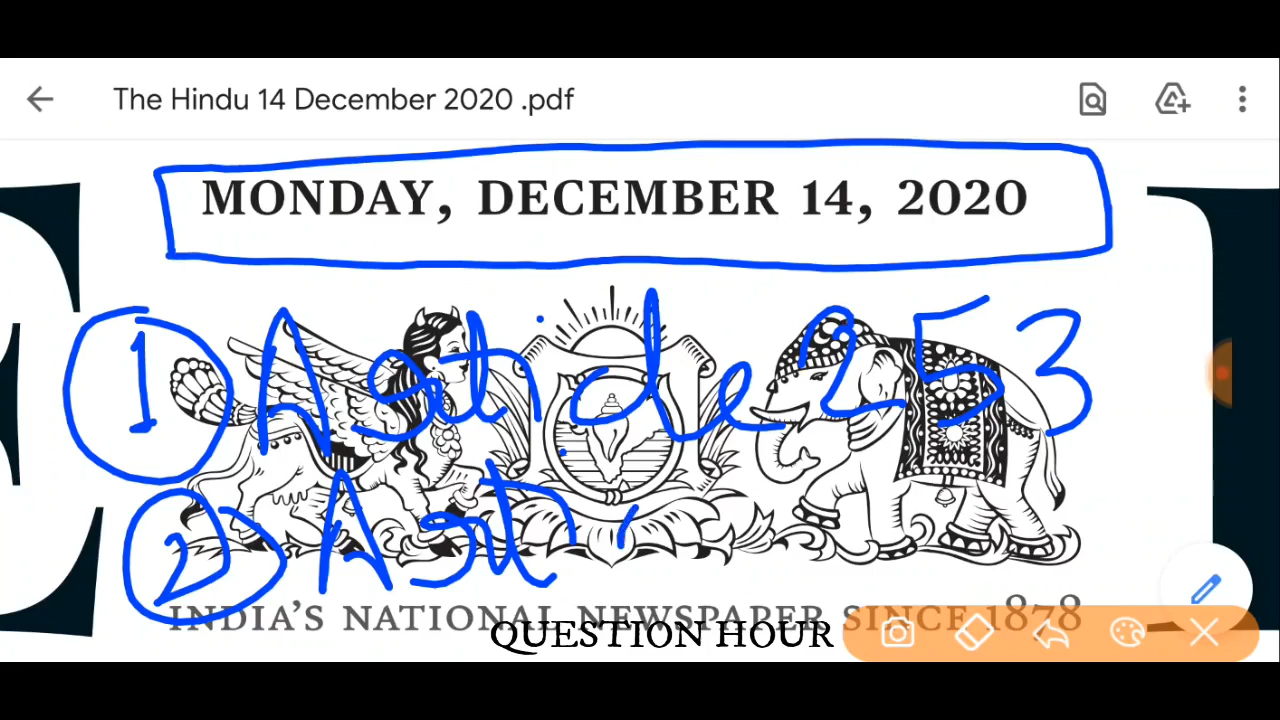 The Hindu 14 December 2020 .pdf
MONDAY, DECEMBER 14, 2020
1 Article 253
2 Arti
INDIA'S NATIONAL NEWSPAPER SINCE 1878
QUESTION HOUR